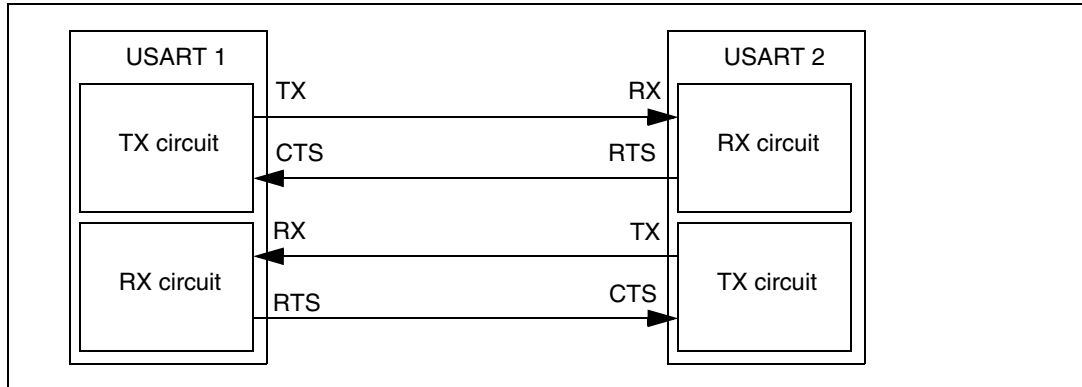 USART 1
USART 2
TX
RX
TX circuit
RX circuit
CTS
RTS
RX
TX
RX circuit
TX circuit
RTS
CTS